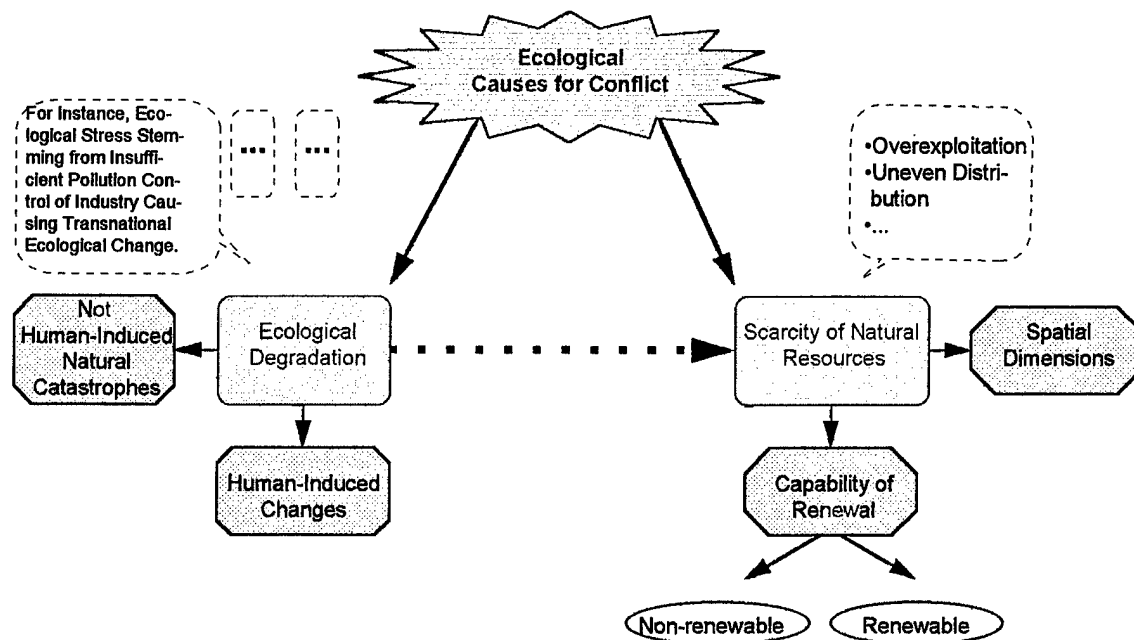 Ecological
Causes for Conflict
For Instance, Eco-
logical Stress Stem-
ming from Insuffi-
cient Pollution Con-
trol of Industry Cau-
sing Transnational
Ecological Change.
...
...
•Overexploitation
•Uneven Distri-
bution
•...
Not
Human-Induced
Natural
Catastrophes
Ecological
Degradation
Scarcity of Natural
Resources
Spatial
Dimensions
Human-Induced
Changes
Capability of
Renewal
Non-renewable
Renewable